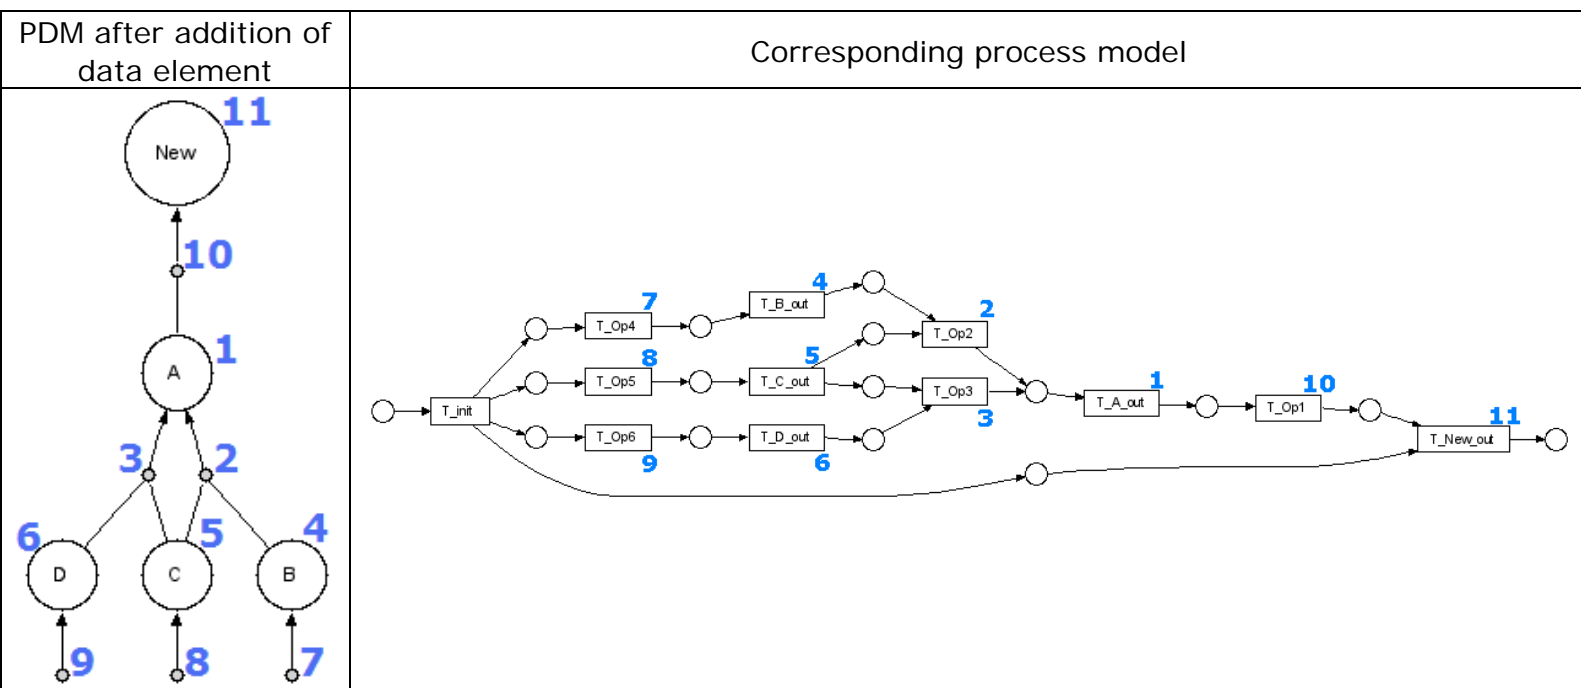 PDM after addition of
data element
Corresponding process model
11
New
10
1
A
3
2
6
5
4
D
C
B
9
8
7
4
T_B_out
7
T_Op4
2
T_Op2
8
T_Op5
5
T_C_out
T_Op3
3
1
T_A_out
10
T_Op1
11
T_New_out
T_init
T_Op6
9
T_D_out
6